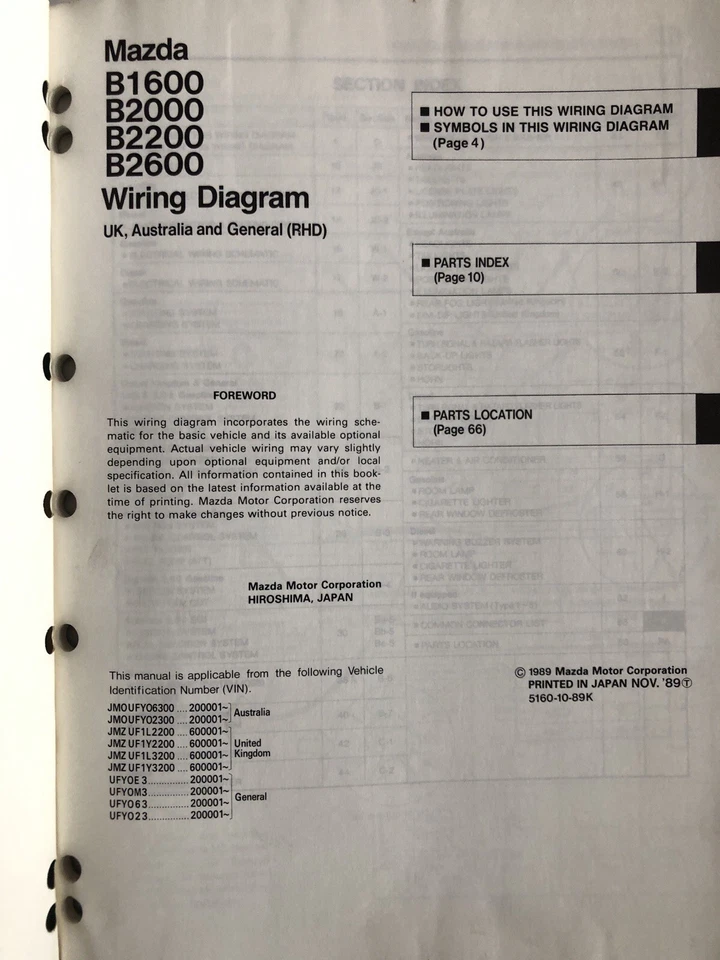 Mazda
B1600
B2000
B2200
B2600
Wiring Diagram
UK, Australia and General (RHD)
■ HOW TO USE THIS WIRING DIAGRAM
■ SYMBOLS IN THIS WIRING DIAGRAM
(Page 4)
■ PARTS INDEX
(Page 10)
■ PARTS LOCATION
(Page 66)
FOREWORD
This wiring diagram incorporates the wiring sche-
matic for the basic vehicle and its available optional
equipment. Actual vehicle wiring may vary slightly
depending upon optional equipment and/or local
specification. All information contained in this book-
let is based on the latest information available at the
time of printing. Mazda Motor Corporation reserves
the right to make changes without previous notice.
Mazda Motor Corporation
HIROSHIMA, JAPAN
This manual is applicable from the following Vehicle
Identification Number (VIN).
JM0UFY06300 .... 200001~
JM0UFY02300 .... 200001~
Australia
JMZ UF1L2200 .... 600001~
JMZ UF1Y2200 .... 600001~
JMZ UF1L3200 .... 600001~
JMZ UF1Y3200 .... 600001~
United
Kingdom
UFY0E3............... 200001~
UFY0M3............... 200001~
UFY063............... 200001~
UFY023............... 200001~
General
© 1989 Mazda Motor Corporation
PRINTED IN JAPAN NOV. '89Ⓣ
5160-10-89K